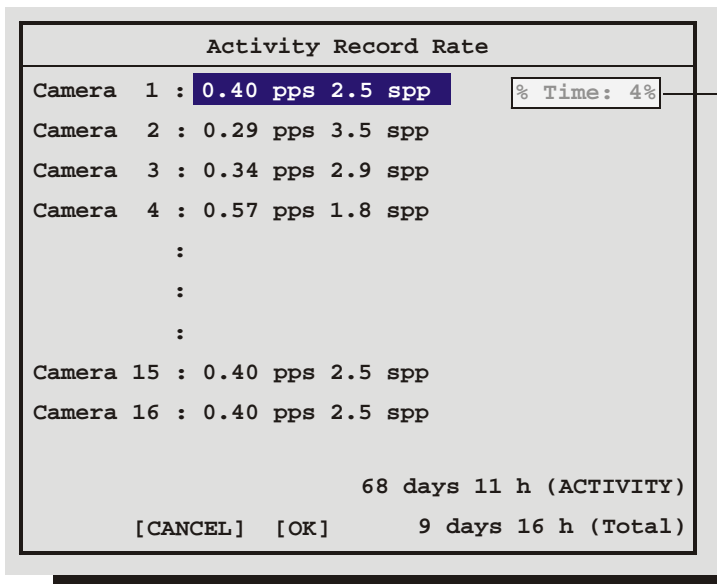 Activity Record Rate
Camera 1 : 0.40 pps 2.5 spp % Time: 4%
Camera 2 : 0.29 pps 3.5 spp
Camera 3 : 0.34 pps 2.9 spp
Camera 4 : 0.57 pps 1.8 spp
:
:
:
Camera 15 : 0.40 pps 2.5 spp
Camera 16 : 0.40 pps 2.5 spp
68 days 11 h (ACTIVITY)
[CANCEL] [OK] 9 days 16 h (Total)